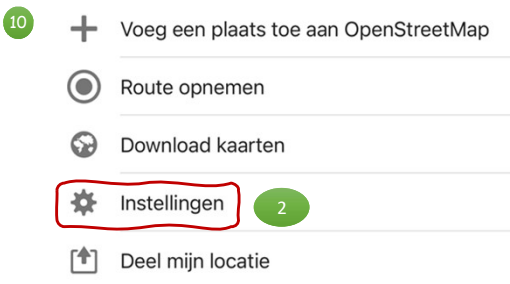 10
Voeg een plaats toe aan OpenStreetMap
Route opnemen
Download kaarten
Instellingen 2
Deel mijn locatie